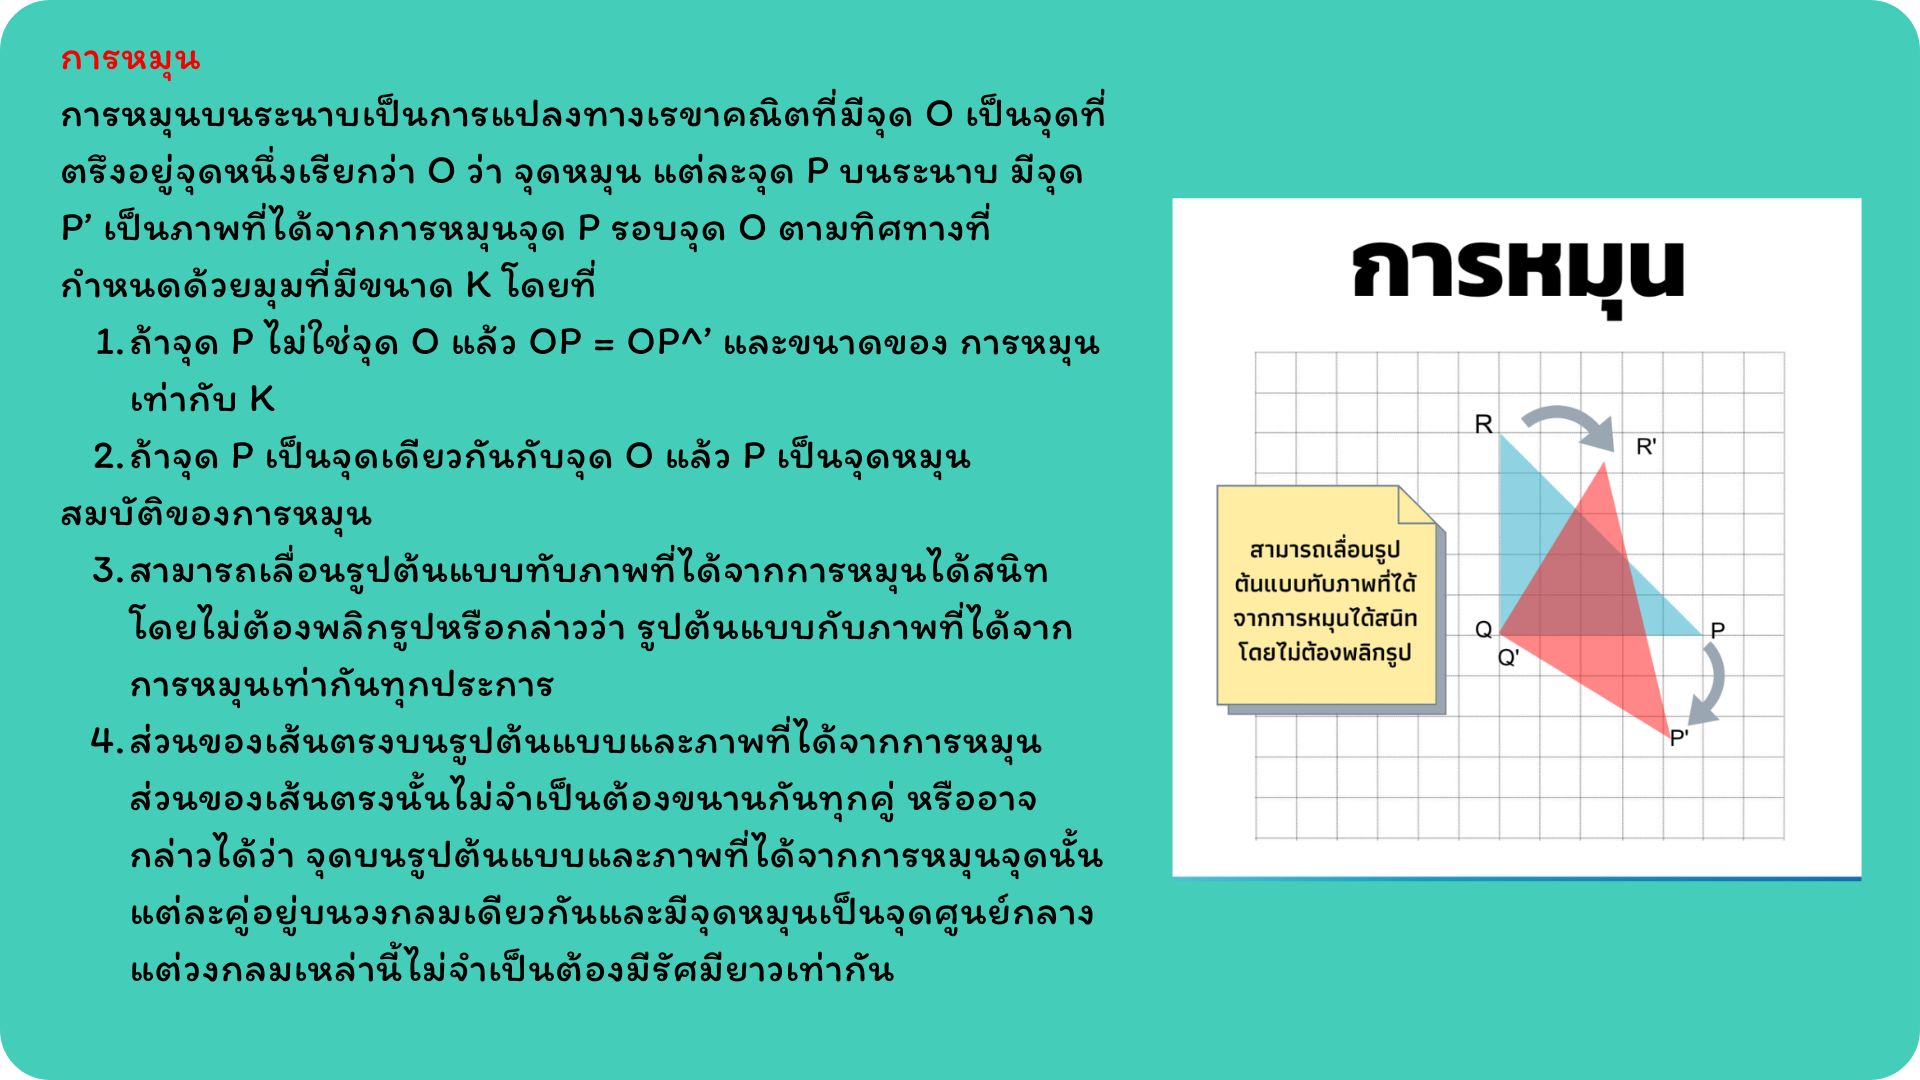 การหมุน
การหมุนบนระนาบเป็นการแปลงทางเรขาคณิตที่มีจุด O เป็นจุดที่
ตรึงอยู่จุดหนึ่งเรียกว่า O ว่า จุดหมุน แต่ละจุด P บนระนาบ มีจุด
P’ เป็นภาพที่ได้จากการหมุนจุด P รอบจุด O ตามทิศทางที่
กำหนดด้วยมุมที่มีขนาด K โดยที่
1. ถ้าจุด P ไม่ใช่จุด O แล้ว OP = OP^’ และขนาดของ การหมุน
เท่ากับ K
2. ถ้าจุด P เป็นจุดเดียวกันกับจุด O แล้ว P เป็นจุดหมุน
สมบัติของการหมุน
3. สามารถเลื่อนรูปต้นแบบทับภาพที่ได้จากการหมุนได้สนิท
โดยไม่ต้องพลิกรูปหรือกล่าวว่า รูปต้นแบบกับภาพที่ได้จาก
การหมุนเท่ากันทุกประการ
4. ส่วนของเส้นตรงบนรูปต้นแบบและภาพที่ได้จากการหมุน
ส่วนของเส้นตรงนั้นไม่จำเป็นต้องขนานกันทุกคู่ หรืออาจ
กล่าวได้ว่า จุดบนรูปต้นแบบและภาพที่ได้จากการหมุนจุดนั้น
แต่ละคู่อยู่บนวงกลมเดียวกันและมีจุดหมุนเป็นจุดศูนย์กลาง
แต่วงกลมเหล่านี้ไม่จำเป็นต้องมีรัศมียาวเท่ากัน
การหมุน
R
R'
สามารถเลื่อนรูป
ต้นแบบทับภาพที่ได้
จากการหมุนได้สนิท
โดยไม่ต้องพลิกรูป
Q
P
Q'
P'